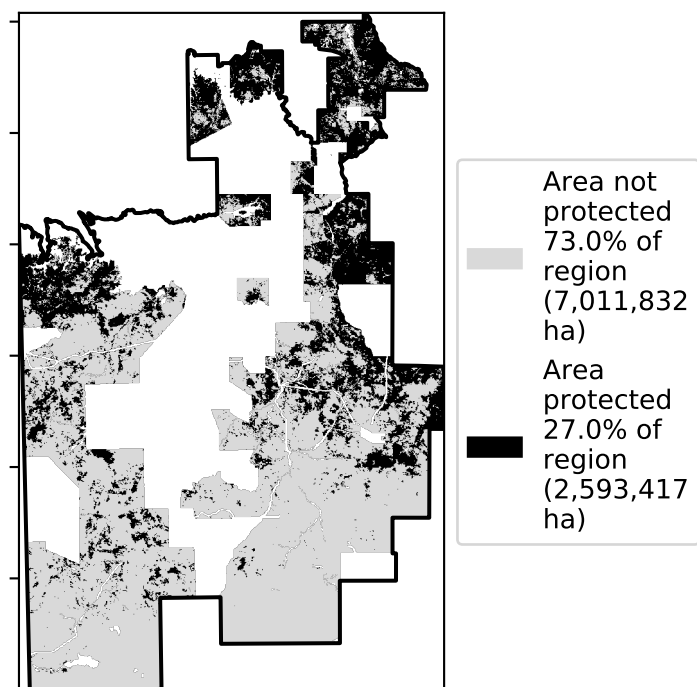 Area not
protected
73.0% of
region
(7,011,832
ha)
Area
protected
27.0% of
region
(2,593,417
ha)